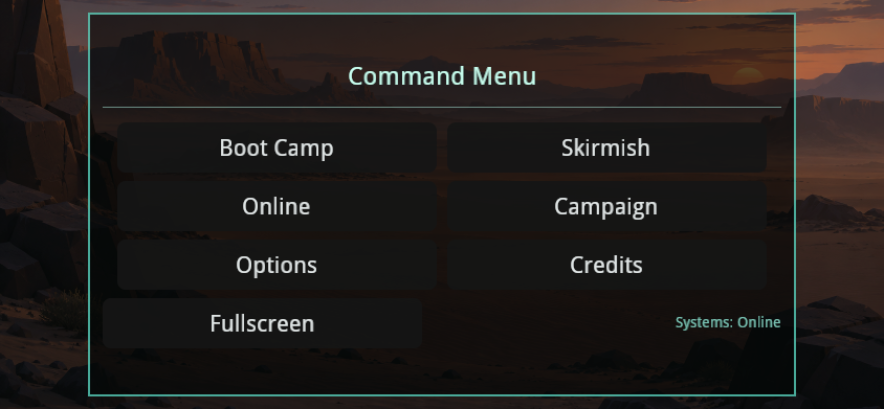 Command Menu
Boot Camp Skirmish
Online Campaign
Options Credits
Fullscreen Systems: Online